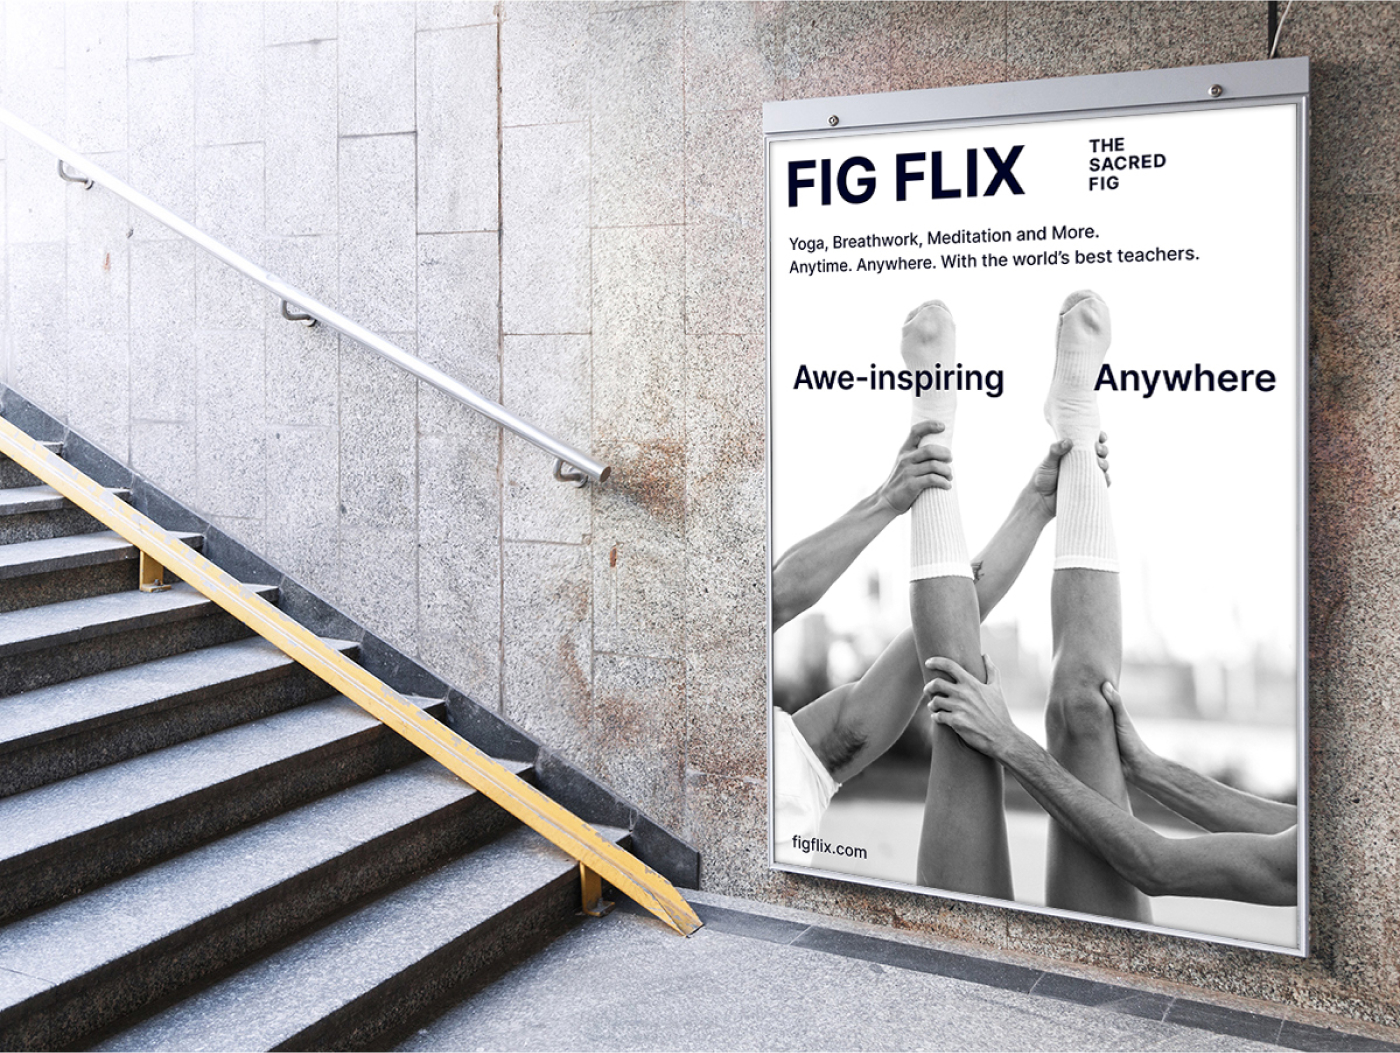 FIG FLIX
THE
SACRED
FIG
Yoga, Breathwork, Meditation and More.
Anytime. Anywhere. With the world’s best teachers.
Awe-inspiring
Anywhere
figflix.com